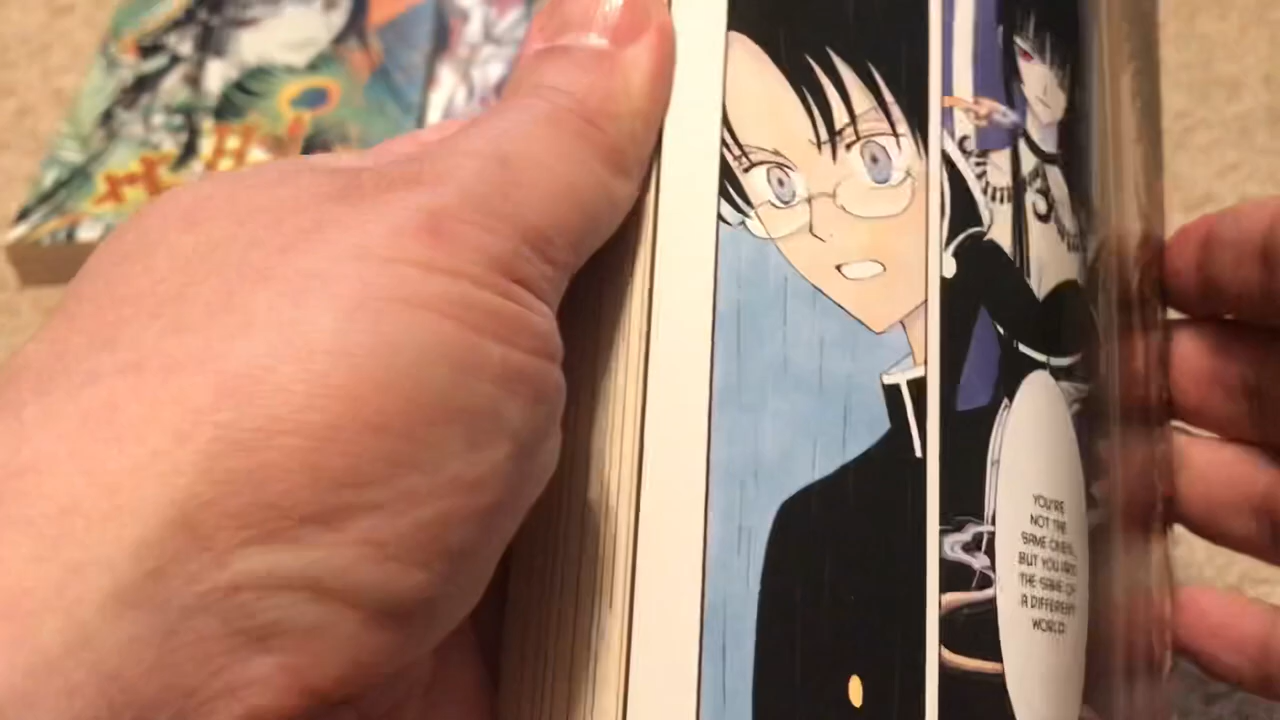 YOU'RE
NOT THE
SAME ONES,
BUT YOU ARE
THE SAME OF
A DIFFERENT
WORLD.